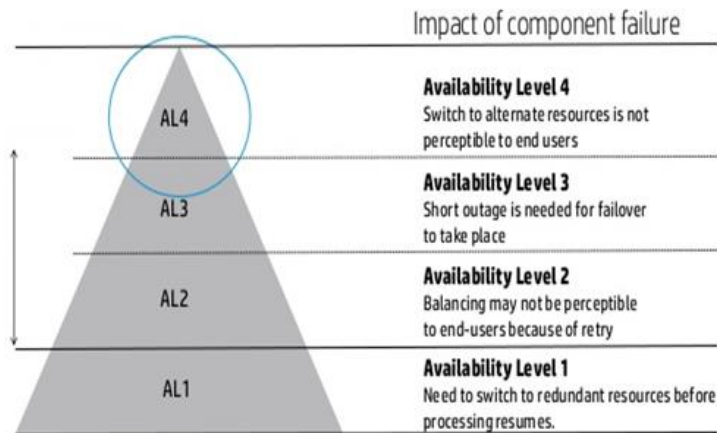 Impact of component failure
AL4
Availability Level 4
Switch to alternate resources is not
perceptible to end users
AL3
Availability Level 3
Short outage is needed for failover
to take place
AL2
Availability Level 2
Balancing may not be perceptible
to end-users because of retry
AL1
Availability Level 1
Need to switch to redundant resources before
processing resumes.